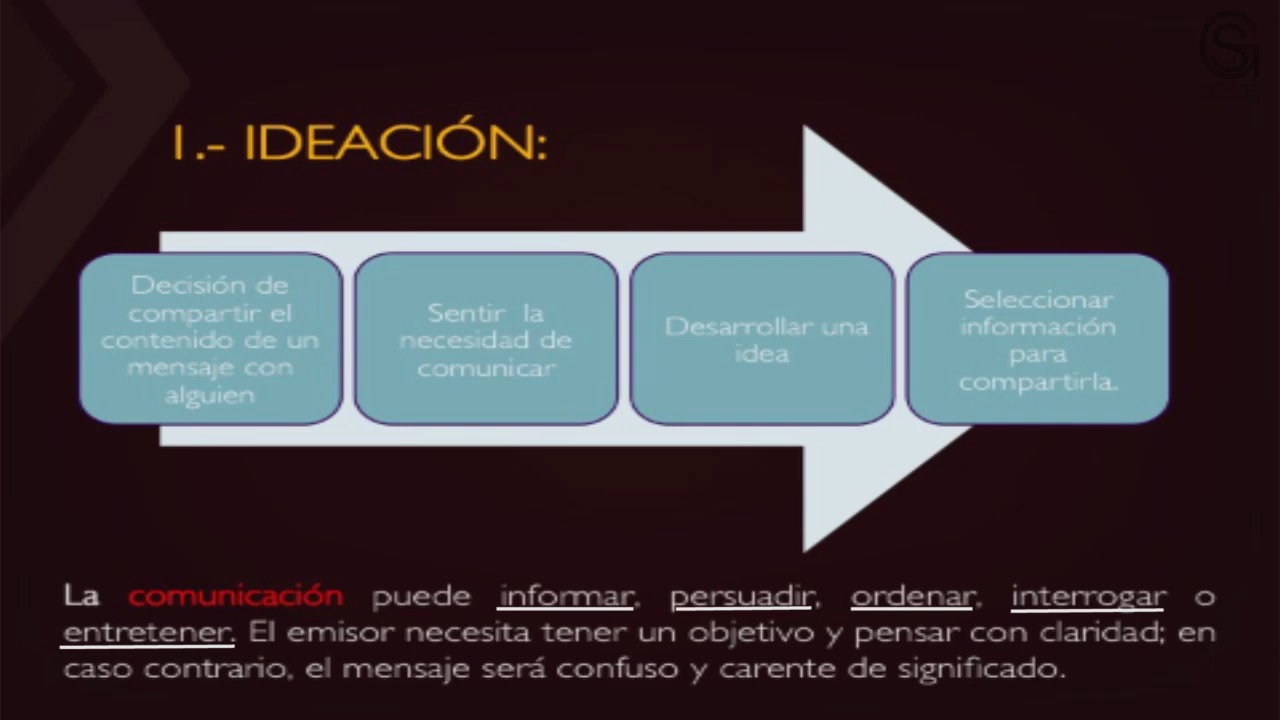 1.- IDEACIÓN:
Decisión de
compartir el
contenido de un
mensaje con
alguien
Sentir la
necesidad de
comunicar
Desarrollar una
idea
Seleccionar
información
para
compartirla.
La comunicación puede informar, persuadir, ordenar, interrogar o
entretener. El emisor necesita tener un objetivo y pensar con claridad; en
caso contrario, el mensaje será confuso y carente de significado.